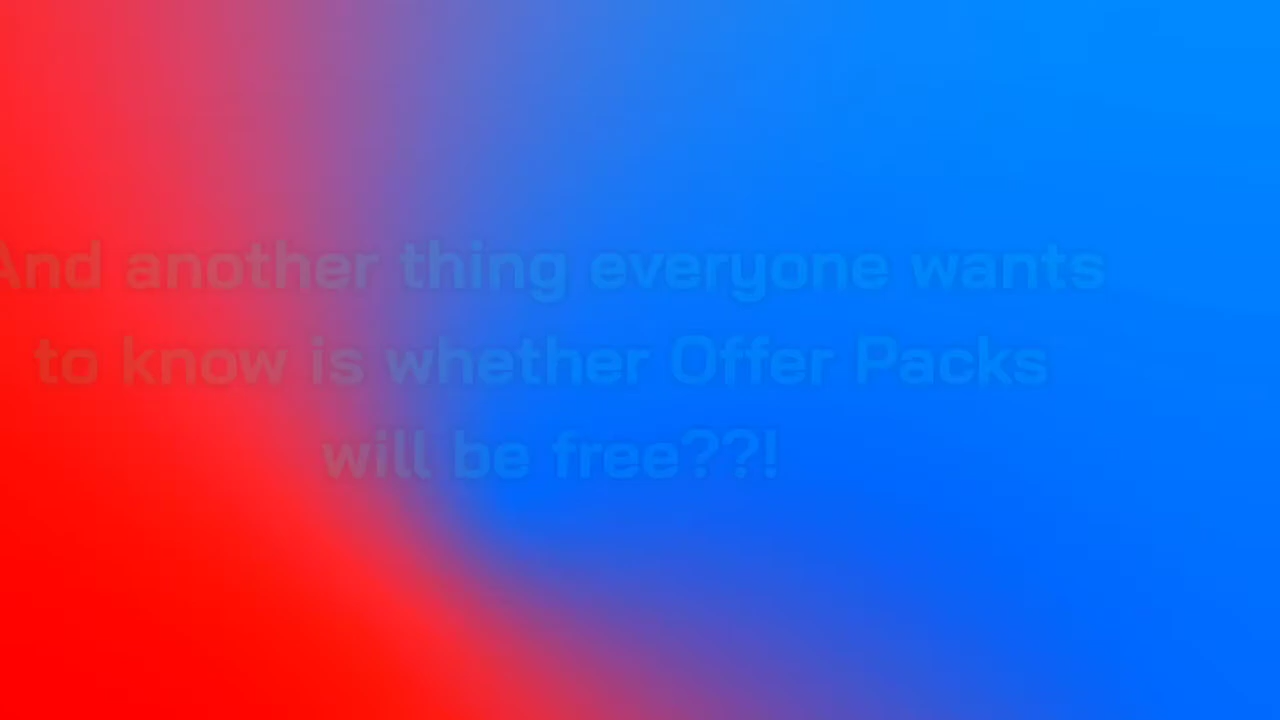 And another thing everyone wants
to know is whether Offer Packs
will be free??!